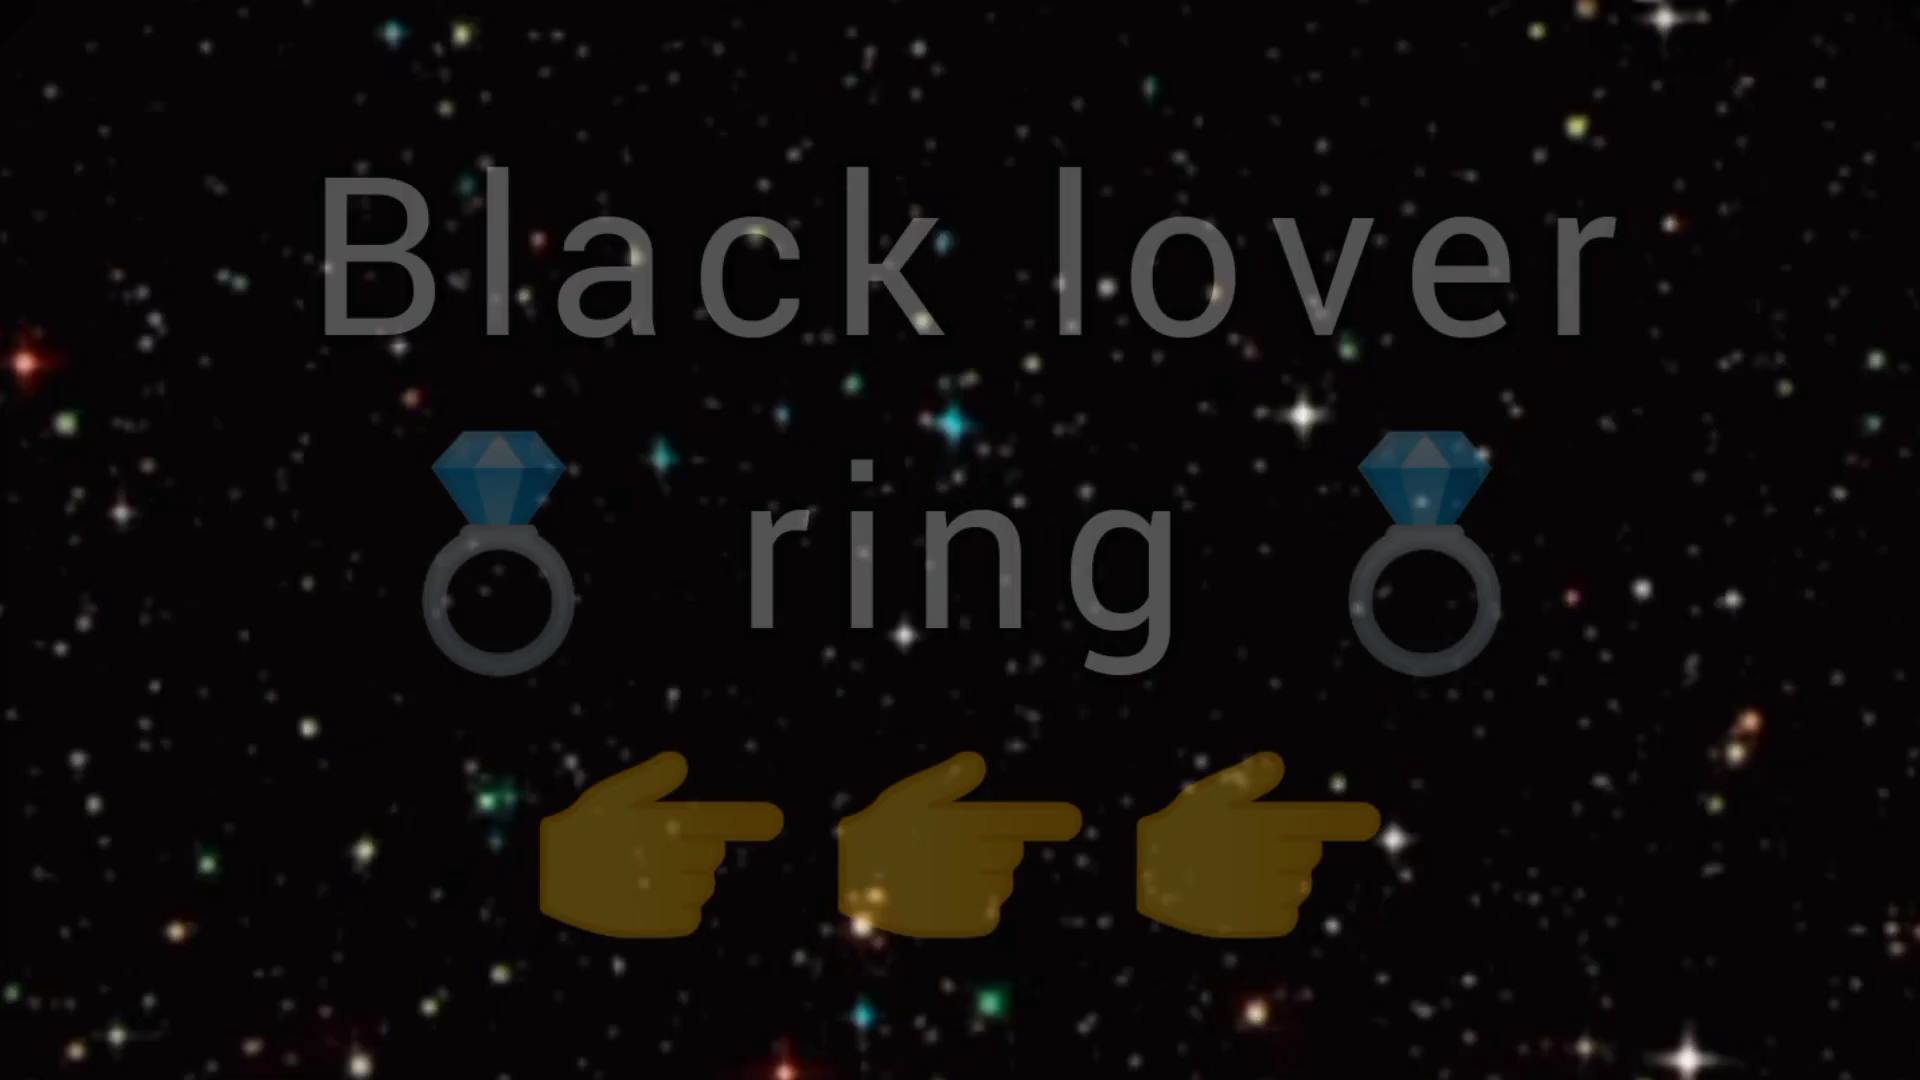 Black lover
💍 ring 💍
👉👉👉